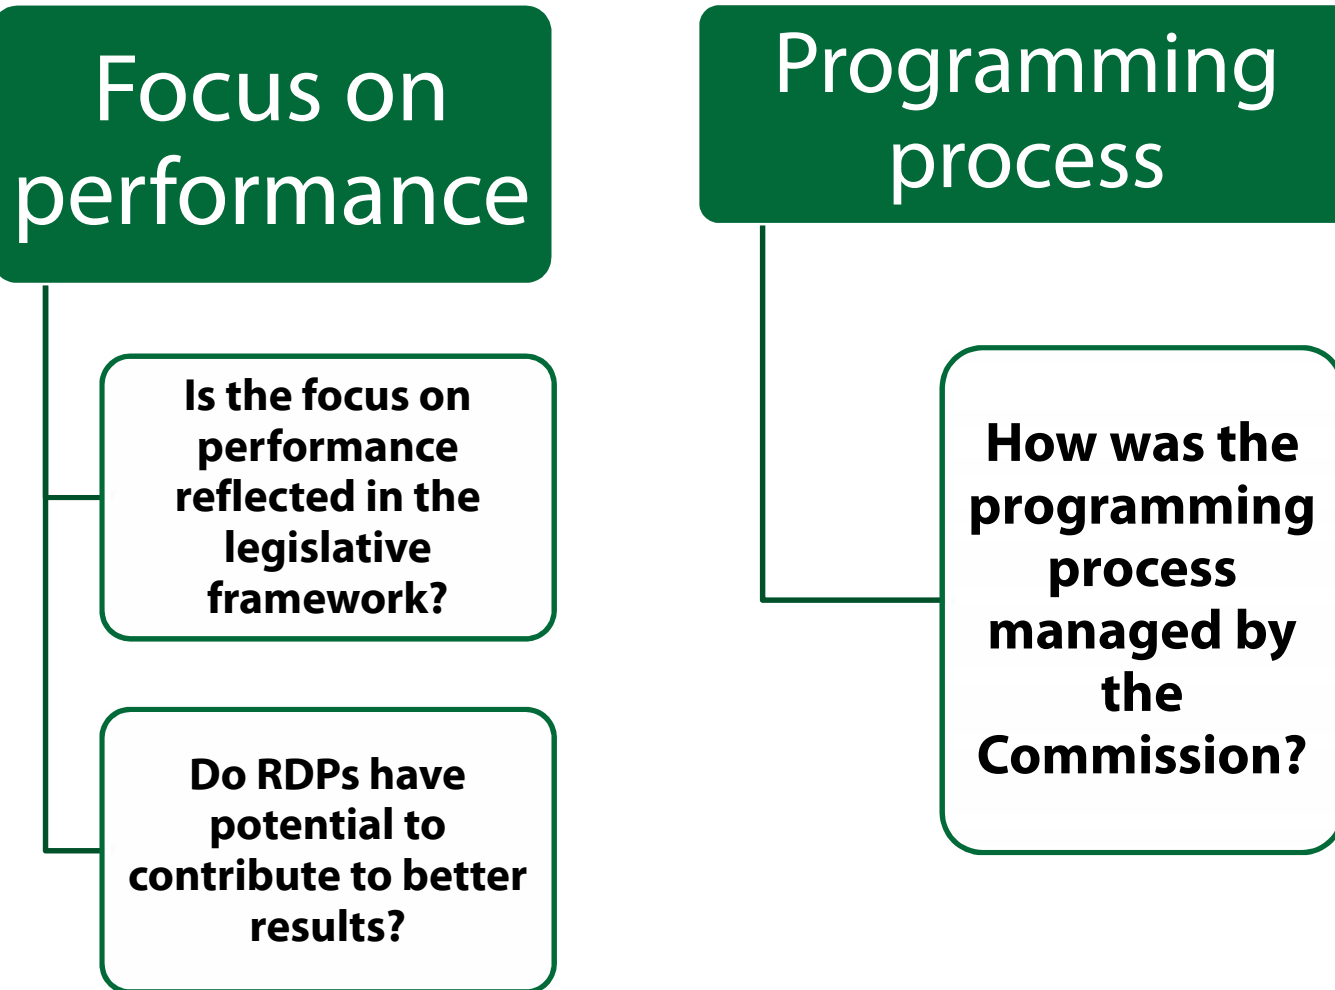 Focus on
performance
Is the focus on
performance
reflected in the
legislative
framework?
Do RDPs have
potential to
contribute to better
results?
Programming
process
How was the
programming
process
managed by
the
Commission?